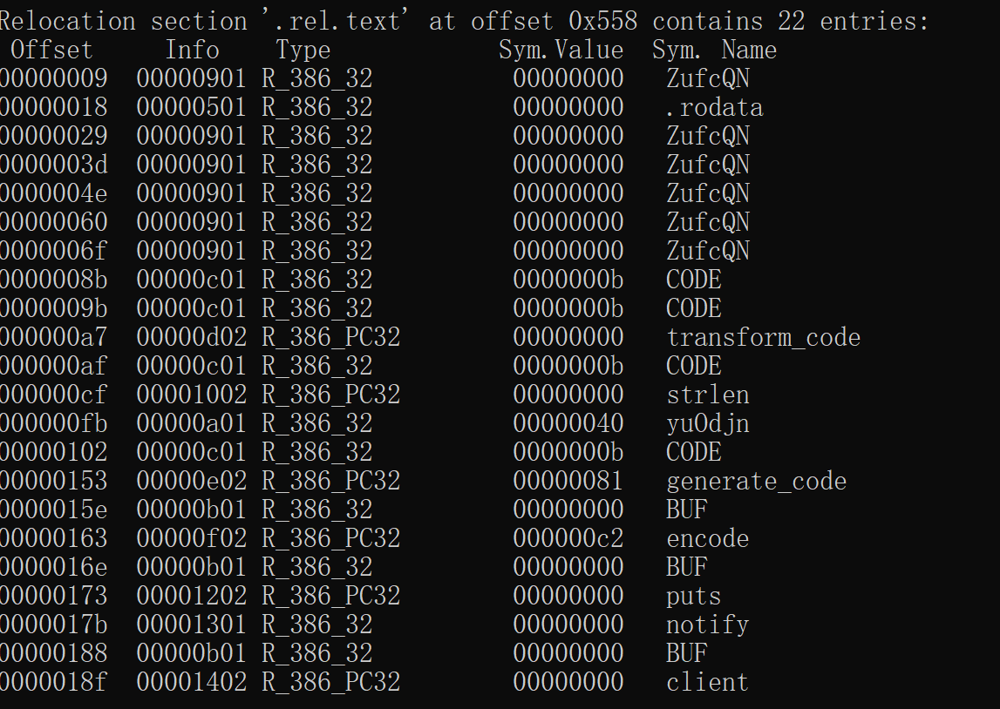 Relocation section '.rel.text' at offset 0x558 contains 22 entries:
 Offset     Info    Type            Sym.Value  Sym. Name
00000009  00000901 R_386_32          00000000   ZufcQN
00000018  00000501 R_386_32          00000000   .rodata
00000029  00000901 R_386_32          00000000   ZufcQN
0000003d  00000901 R_386_32          00000000   ZufcQN
0000004e  00000901 R_386_32          00000000   ZufcQN
00000060  00000901 R_386_32          00000000   ZufcQN
0000006f  00000901 R_386_32          00000000   ZufcQN
0000008b  00000c01 R_386_32          0000000b   CODE
0000009b  00000c01 R_386_32          0000000b   CODE
000000a7  00000d02 R_386_PC32        00000000   transform_code
000000af  00000c01 R_386_32          0000000b   CODE
000000cf  00001002 R_386_PC32        00000000   strlen
000000fb  00000a01 R_386_32          00000040   yuOdjn
00000102  00000c01 R_386_32          0000000b   CODE
00000153  00000e02 R_386_PC32        00000081   generate_code
0000015e  00000b01 R_386_32          00000000   BUF
00000163  00000f02 R_386_PC32        000000c2   encode
0000016e  00000b01 R_386_32          00000000   BUF
00000173  00001202 R_386_PC32        00000000   puts
0000017b  00001301 R_386_32          00000000   notify
00000188  00000b01 R_386_32          00000000   BUF
0000018f  00001402 R_386_PC32        00000000   client